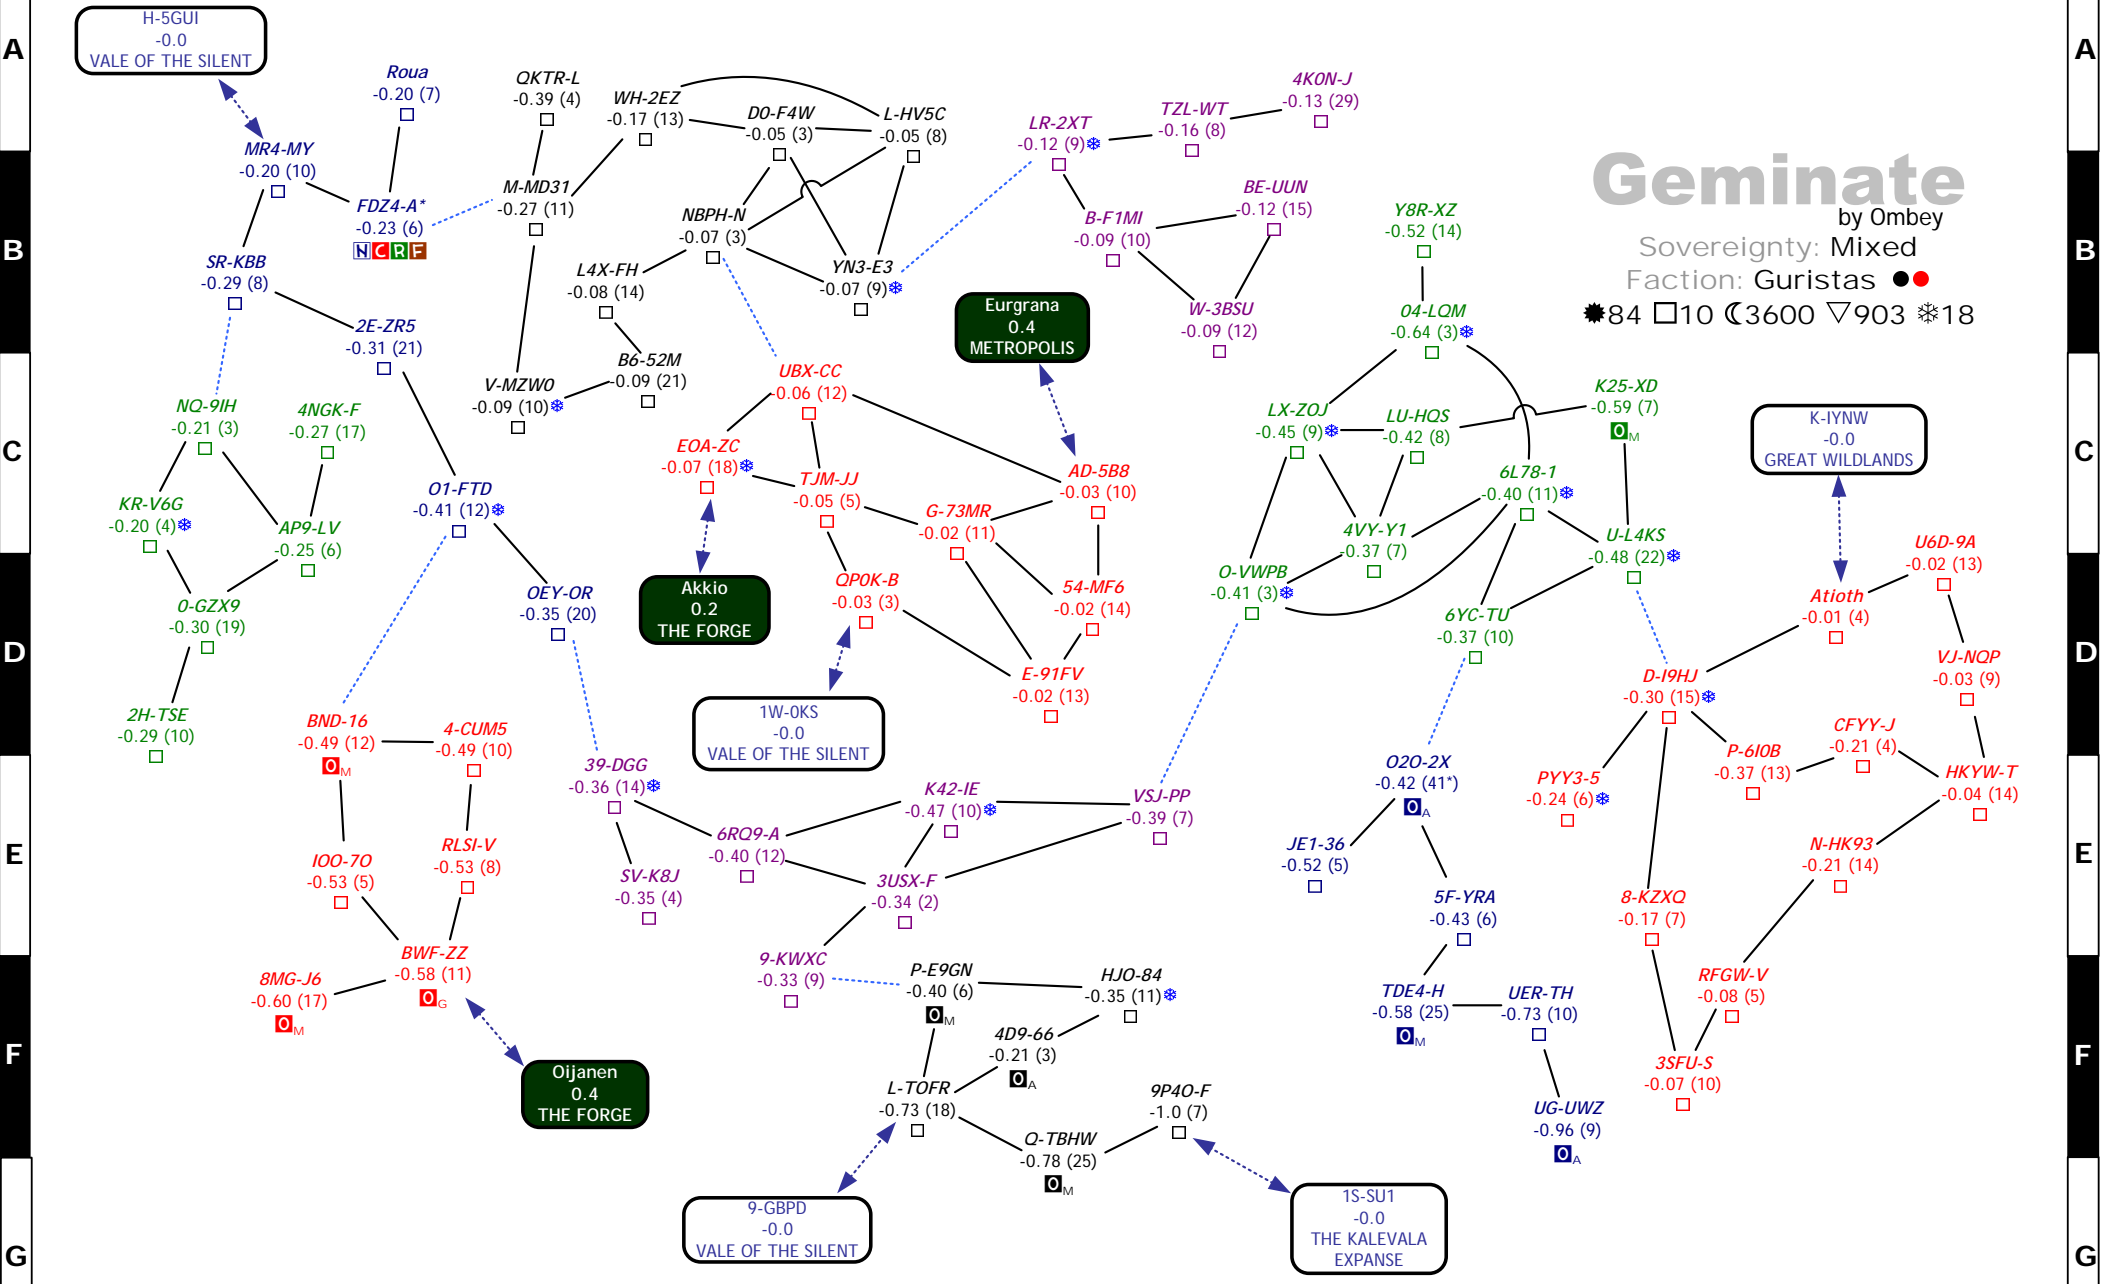 A
A
B
B
C
C
D
D
E
E
F
F
G
G
Geminate
by Ombey
Sovereignty: Mixed
Faction: Guristas
84 10 3600 903 18
H-5GUI
-0.0
VALE OF THE SILENT
Roua
-0.20 (7)
QKTR-L
-0.39 (4)
WH-2EZ
-0.17 (13)
D0-F4W
-0.05 (3)
L-HV5C
-0.05 (8)
LR-2XT
-0.12 (9)
TZL-WT
-0.16 (8)
4K0N-J
-0.13 (29)
MR4-MY
-0.20 (10)
FDZ4-A*
-0.23 (6)
N C R F
M-MD31
-0.27 (11)
NBPH-N
-0.07 (3)
B-F1MI
-0.09 (10)
BE-UUN
-0.12 (15)
Y8R-XZ
-0.52 (14)
SR-KBB
-0.29 (8)
L4X-FH
-0.08 (14)
YN3-E3
-0.07 (9)
Eurgrana
0.4
METROPOLIS
W-3BSU
-0.09 (12)
04-LQM
-0.64 (3)
2E-ZR5
-0.31 (21)
V-MZW0
-0.09 (10)
B6-52M
-0.09 (21)
UBX-CC
-0.06 (12)
NQ-9IH
-0.21 (3)
4NGK-F
-0.27 (17)
EOA-ZC
-0.07 (18)
TJM-JJ
-0.05 (5)
AD-5B8
-0.03 (10)
LX-ZOJ
-0.45 (9)
LU-HQS
-0.42 (8)
K25-XD
-0.59 (7)
0M
K-IYNW
-0.0
GREAT WILDLANDS
KR-V6G
-0.20 (4)
AP9-LV
-0.25 (6)
O1-FTD
-0.41 (12)
G-73MR
-0.02 (11)
6L78-1
-0.40 (11)
4VY-Y1
-0.37 (7)
U-L4KS
-0.48 (22)
U6D-9A
-0.02 (13)
0-GZX9
-0.30 (19)
OEY-OR
-0.35 (20)
Akkio
0.2
THE FORGE
QP0K-B
-0.03 (3)
54-MF6
-0.02 (14)
O-VWPB
-0.41 (3)
6YC-TU
-0.37 (10)
Atioth
-0.01 (4)
E-91FV
-0.02 (13)
D-I9HJ
-0.30 (15)
VJ-NQP
-0.03 (9)
2H-TSE
-0.29 (10)
BND-16
-0.49 (12)
0M
4-CUM5
-0.49 (10)
1W-0KS
-0.0
VALE OF THE SILENT
39-DGG
-0.36 (14)
K42-IE
-0.47 (10)
VSJ-PP
-0.39 (7)
O2O-2X
-0.42 (41*)
0A
PYY3-5
-0.24 (6)
P-6I0B
-0.37 (13)
CFYY-J
-0.21 (4)
HKYW-T
-0.04 (14)
IOO-7O
-0.53 (5)
RLSI-V
-0.53 (8)
SV-K8J
-0.35 (4)
6RQ9-A
-0.40 (12)
3USX-F
-0.34 (2)
JE1-36
-0.52 (5)
5F-YRA
-0.43 (6)
8-KZXQ
-0.17 (7)
N-HK93
-0.21 (14)
8MG-J6
-0.60 (17)
0M
BWF-ZZ
-0.58 (11)
0G
9-KWXC
-0.33 (9)
P-E9GN
-0.40 (6)
0M
HJO-84
-0.35 (11)
TDE4-H
-0.58 (25)
0M
UER-TH
-0.73 (10)
RFGW-V
-0.08 (5)
4D9-66
-0.21 (3)
0A
3SFU-S
-0.07 (10)
Oijanen
0.4
THE FORGE
L-TOFR
-0.73 (18)
9P4O-F
-1.0 (7)
UG-UWZ
-0.96 (9)
0A
Q-TBHW
-0.78 (25)
0M
9-GBPD
-0.0
VALE OF THE SILENT
1S-SU1
-0.0
THE KALEVALA
EXPANSE